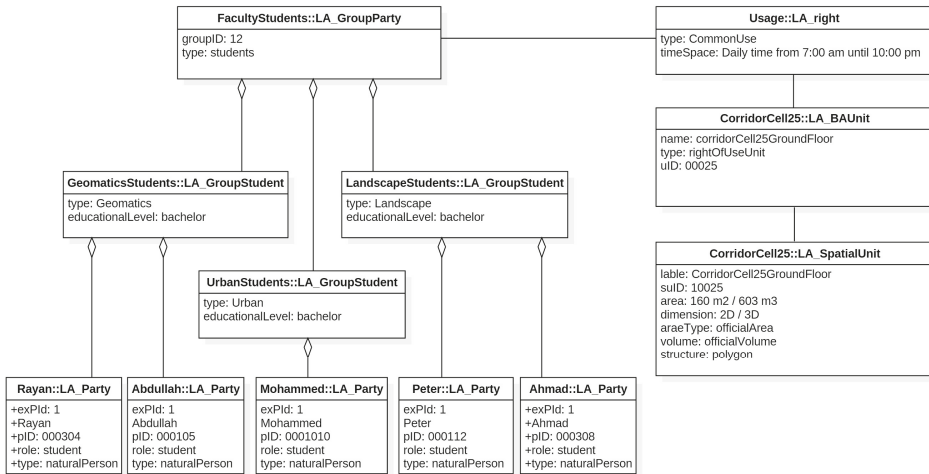 FacultyStudents::LA_GroupParty
groupID: 12
type: students
Usage::LA_right
type: CommonUse
timeSpace: Daily time from 7:00 am until 10:00 pm
CorridorCell25::LA_BAUnit
name: corridorCell25GroundFloor
type: rightOfUseUnit
uID: 00025
GeomaticsStudents::LA_GroupStudent
type: Geomatics
educationalLevel: bachelor
LandscapeStudents::LA_GroupStudent
type: Landscape
educationalLevel: bachelor
CorridorCell25::LA_SpatialUnit
lable: CorridorCell25GroundFloor
suID: 10025
area: 160 m2 / 603 m3
dimension: 2D / 3D
araeType: officialArea
volume: officialVolume
structure: polygon
UrbanStudents::LA_GroupStudent
type: Urban
educationalLevel: bachelor
Rayan::LA_Party
+exPId: 1
+Rayan
+pID: 000304
+role: student
+type: naturalPerson
Abdullah::LA_Party
exPId: 1
Abdullah
pID: 000105
role: student
type: naturalPerson
Mohammed::LA_Party
exPId: 1
Mohammed
pID: 0001010
role: student
type: naturalPerson
Peter::LA_Party
exPId: 1
Peter
pID: 000112
role: student
type: naturalPerson
Ahmad::LA_Party
+exPId: 1
+Ahmad
+pID: 000308
+role: student
+type: naturalPerson